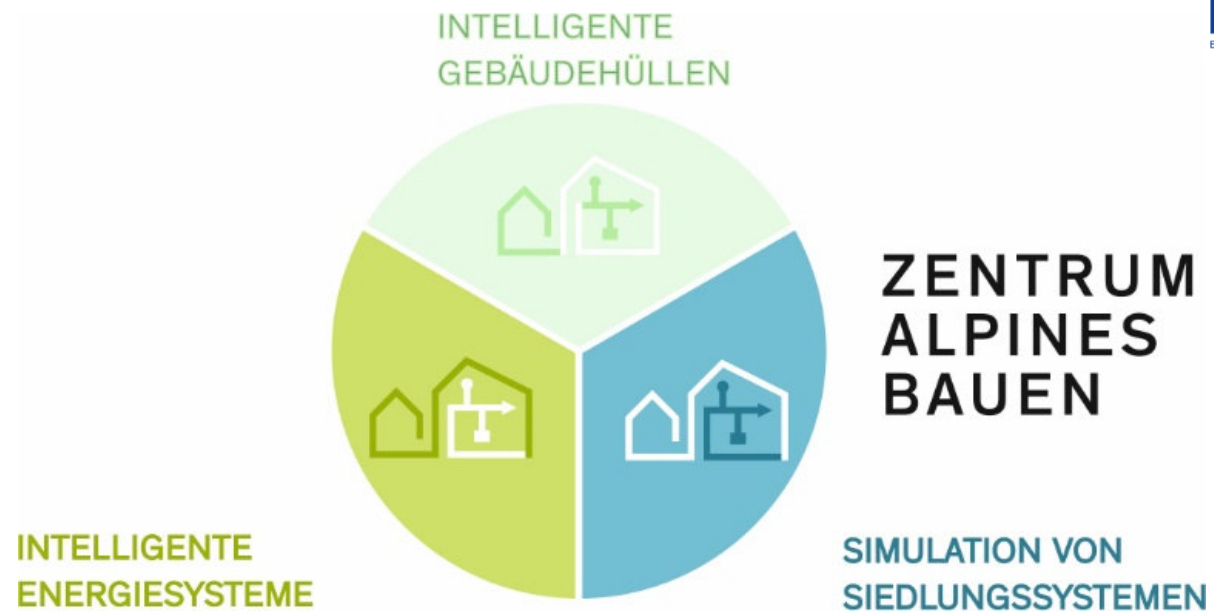 INTELLIGENTE
GEBÄUDEHÜLLEN
ZENTRUM
ALPINES
BAUEN
INTELLIGENTE
ENERGIESYSTEME
SIMULATION VON
SIEDLUNGSSYSTEMEN